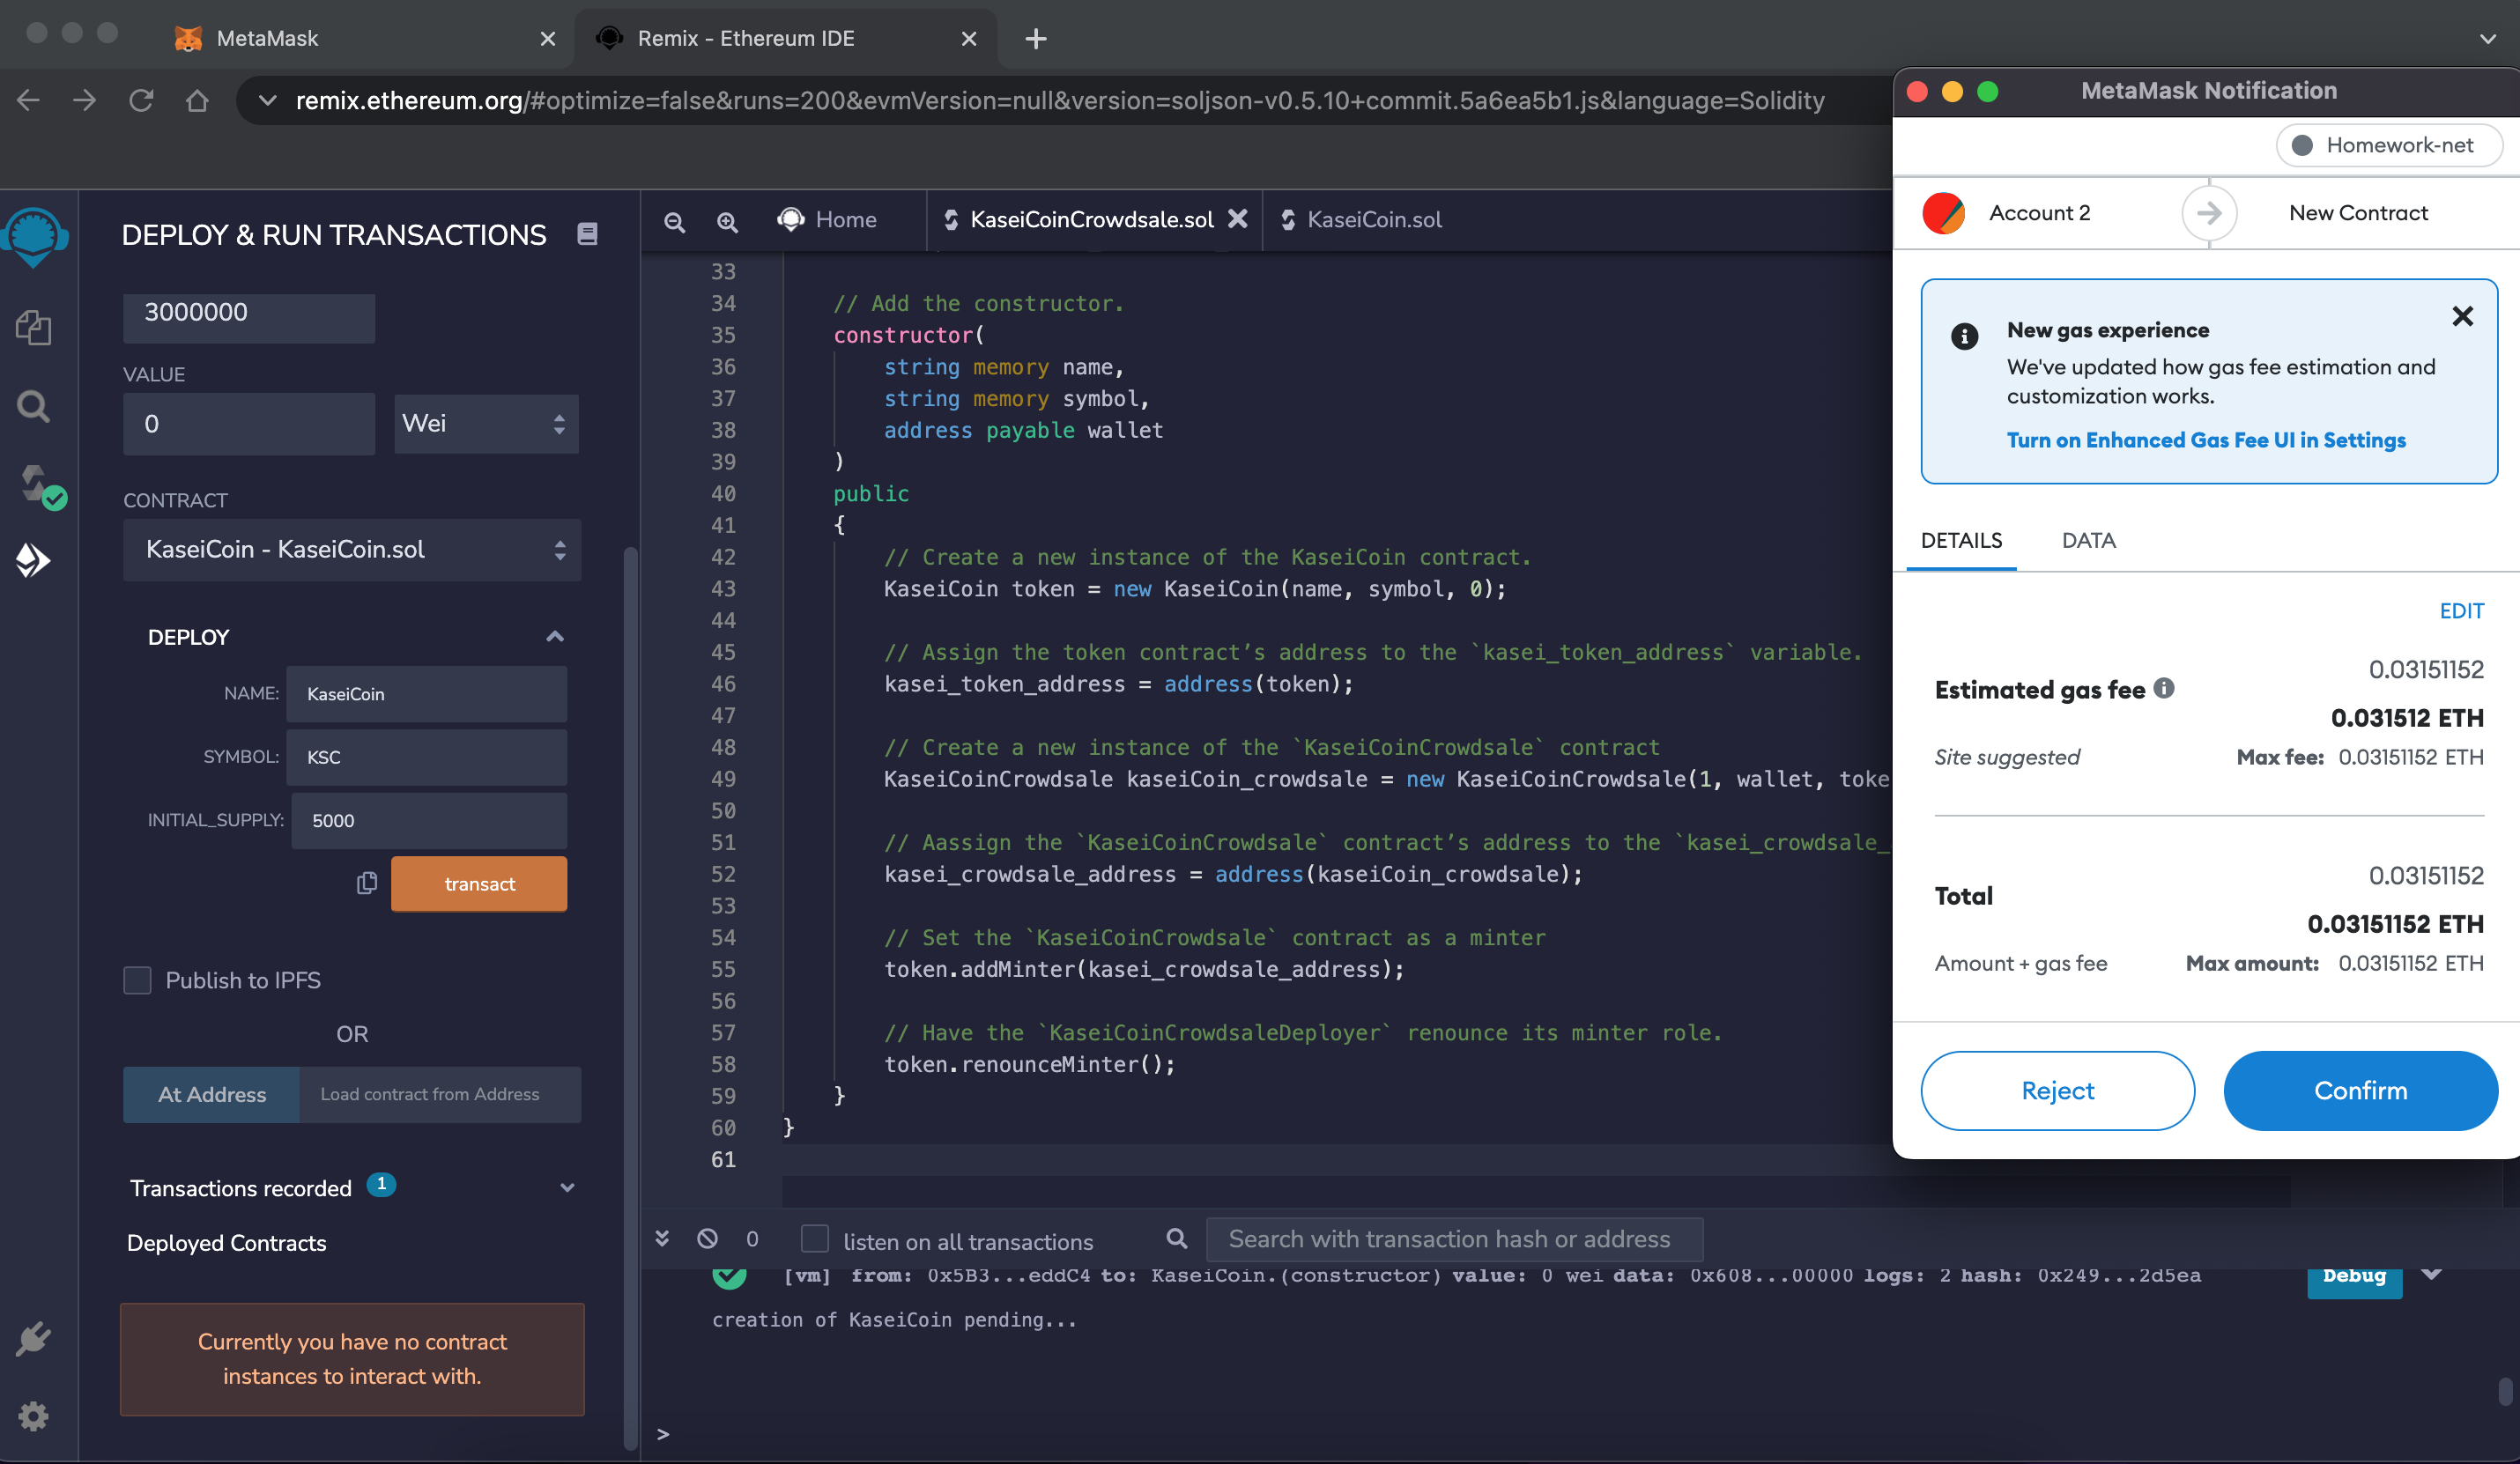 MetaMask
Remix - Ethereum IDE
remix.ethereum.org/#optimize=false&runs=200&evmVersion=null&version=soljson-v0.5.10+commit.5a6ea5b1.js&language=Solidity
DEPLOY & RUN TRANSACTIONS
3000000
VALUE
0
Wei
CONTRACT
KaseiCoin - KaseiCoin.sol
DEPLOY
NAME: KaseiCoin
SYMBOL: KSC
INITIAL_SUPPLY: 5000
transact
Publish to IPFS
OR
At Address
Load contract from Address
Transactions recorded 1
Deployed Contracts
Currently you have no contract
instances to interact with.
Home
KaseiCoinCrowdsale.sol
KaseiCoin.sol
33
34 // Add the constructor.
35 constructor(
36 string memory name,
37 string memory symbol,
38 address payable wallet
39 )
40 public
41 {
42 // Create a new instance of the KaseiCoin contract.
43 KaseiCoin token = new KaseiCoin(name, symbol, 0);
44
45 // Assign the token contract’s address to the `kasei_token_address` variable.
46 kasei_token_address = address(token);
47
48 // Create a new instance of the `KaseiCoinCrowdsale` contract
49 KaseiCoinCrowdsale kaseiCoin_crowdsale = new KaseiCoinCrowdsale(1, wallet, toke
50
51 // Aassign the `KaseiCoinCrowdsale` contract’s address to the `kasei_crowdsale_
52 kasei_crowdsale_address = address(kaseiCoin_crowdsale);
53
54 // Set the `KaseiCoinCrowdsale` contract as a minter
55 token.addMinter(kasei_crowdsale_address);
56
57 // Have the `KaseiCoinCrowdsaleDeployer` renounce its minter role.
58 token.renounceMinter();
59 }
60 }
61
0
listen on all transactions
Search with transaction hash or address
[vm] from: 0x5B3...eddC4 to: KaseiCoin.(constructor) value: 0 wei data: 0x608...00000 logs: 2 hash: 0x249...2d5ea
Debug
creation of KaseiCoin pending...
>
MetaMask Notification
Homework-net
Account 2
New Contract
New gas experience
We've updated how gas fee estimation and
customization works.
Turn on Enhanced Gas Fee UI in Settings
DETAILS
DATA
EDIT
0.03151152
Estimated gas fee
0.031512 ETH
Site suggested
Max fee: 0.03151152 ETH
0.03151152
Total
0.03151152 ETH
Amount + gas fee
Max amount: 0.03151152 ETH
Reject
Confirm